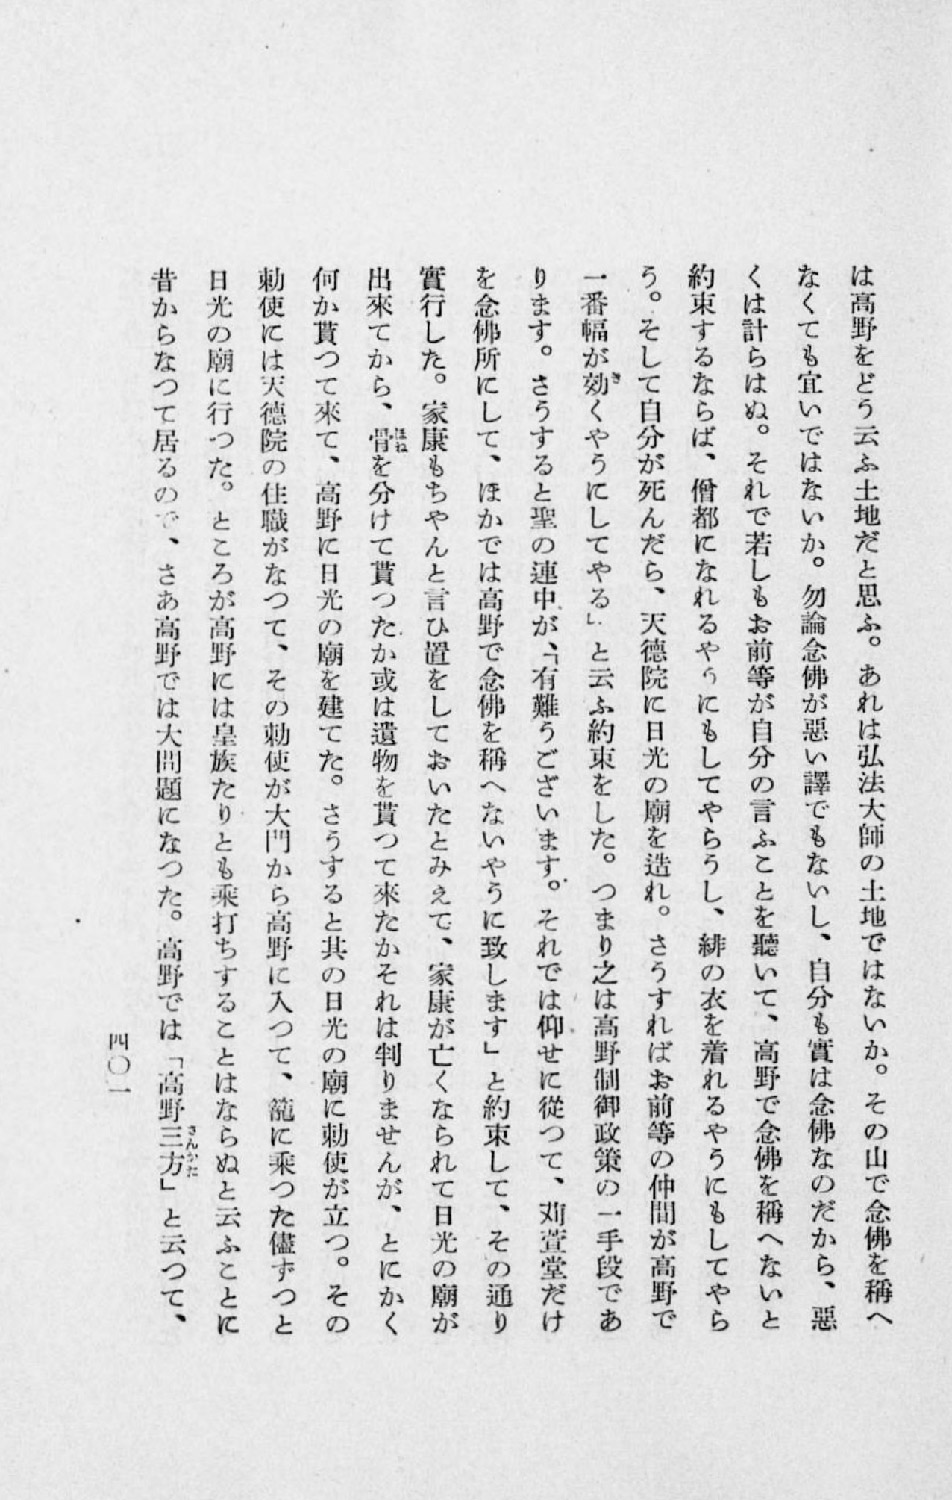 は高野をどう云ふ土地だと思ふ。あれは弘法大師の土地ではないか。その山で念佛を稱へ
なくても宜いではないか。勿論念佛が惡い譯でもないし、自分も實は念佛なのだから、惡
くは計らはぬ。それで若しもお前等が自分の言ふことを聽いて、高野で念佛を稱へないと
約束するならば、僧都になれるやうにもしてやらうし、緋の衣を着れるやうにもしてやら
う。そして自分が死んだら、天德院に日光の廟を造れ。さうすればお前等の仲間が高野で
一番幅が効くやうにしてやる」と云ふ約束をした。つまり之は高野制御政策の一手段であ
ります。さうすると聖の連中が、「有難うございます。それでは仰せに從つて、苅萱堂だけ
を念佛所にして、ほかでは高野で念佛を稱へないやうに致します」と約束して、その通り
實行した。家康もちやんと言ひ置をしておいたとみえて、家康が亡くなられて日光の廟が
出來てから、骨を分けて貰つたか或は遺物を貰つて來たかそれは判りませんが、とにかく
何か貰つて來て、高野に日光の廟を建てた。さうすると其の日光の廟に勅使が立つ。その
勅使には天德院の住職がなつて、その勅使が大門から高野に入つて、籠に乘つた儘ずつと
日光の廟に行つた。ところが高野には皇族たりとも乘打ちすることはならぬと云ふことに
昔からなつて居るので、さあ高野では大問題になつた。高野では「高野三方」と云つて、
四〇一